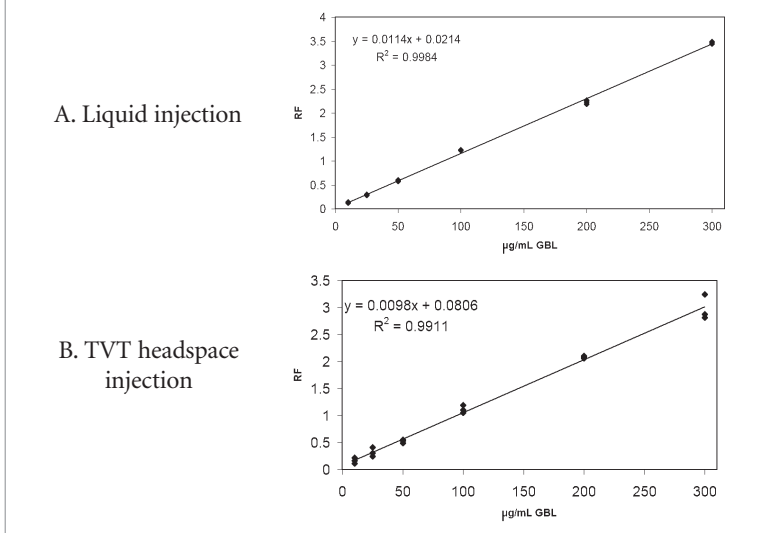 A. Liquid injection
4
3.5
3
2.5
2
1.5
1
0.5
0
RF
y = 0.0114x + 0.0214
R² = 0.9984
0 50 100 150 200 250 300
µg/mL GBL
B. TVT headspace
injection
3.5
3
2.5
2
1.5
1
0.5
0
RF
y = 0.0098x + 0.0806
R² = 0.9911
0 50 100 150 200 250 300
µg/mL GBL